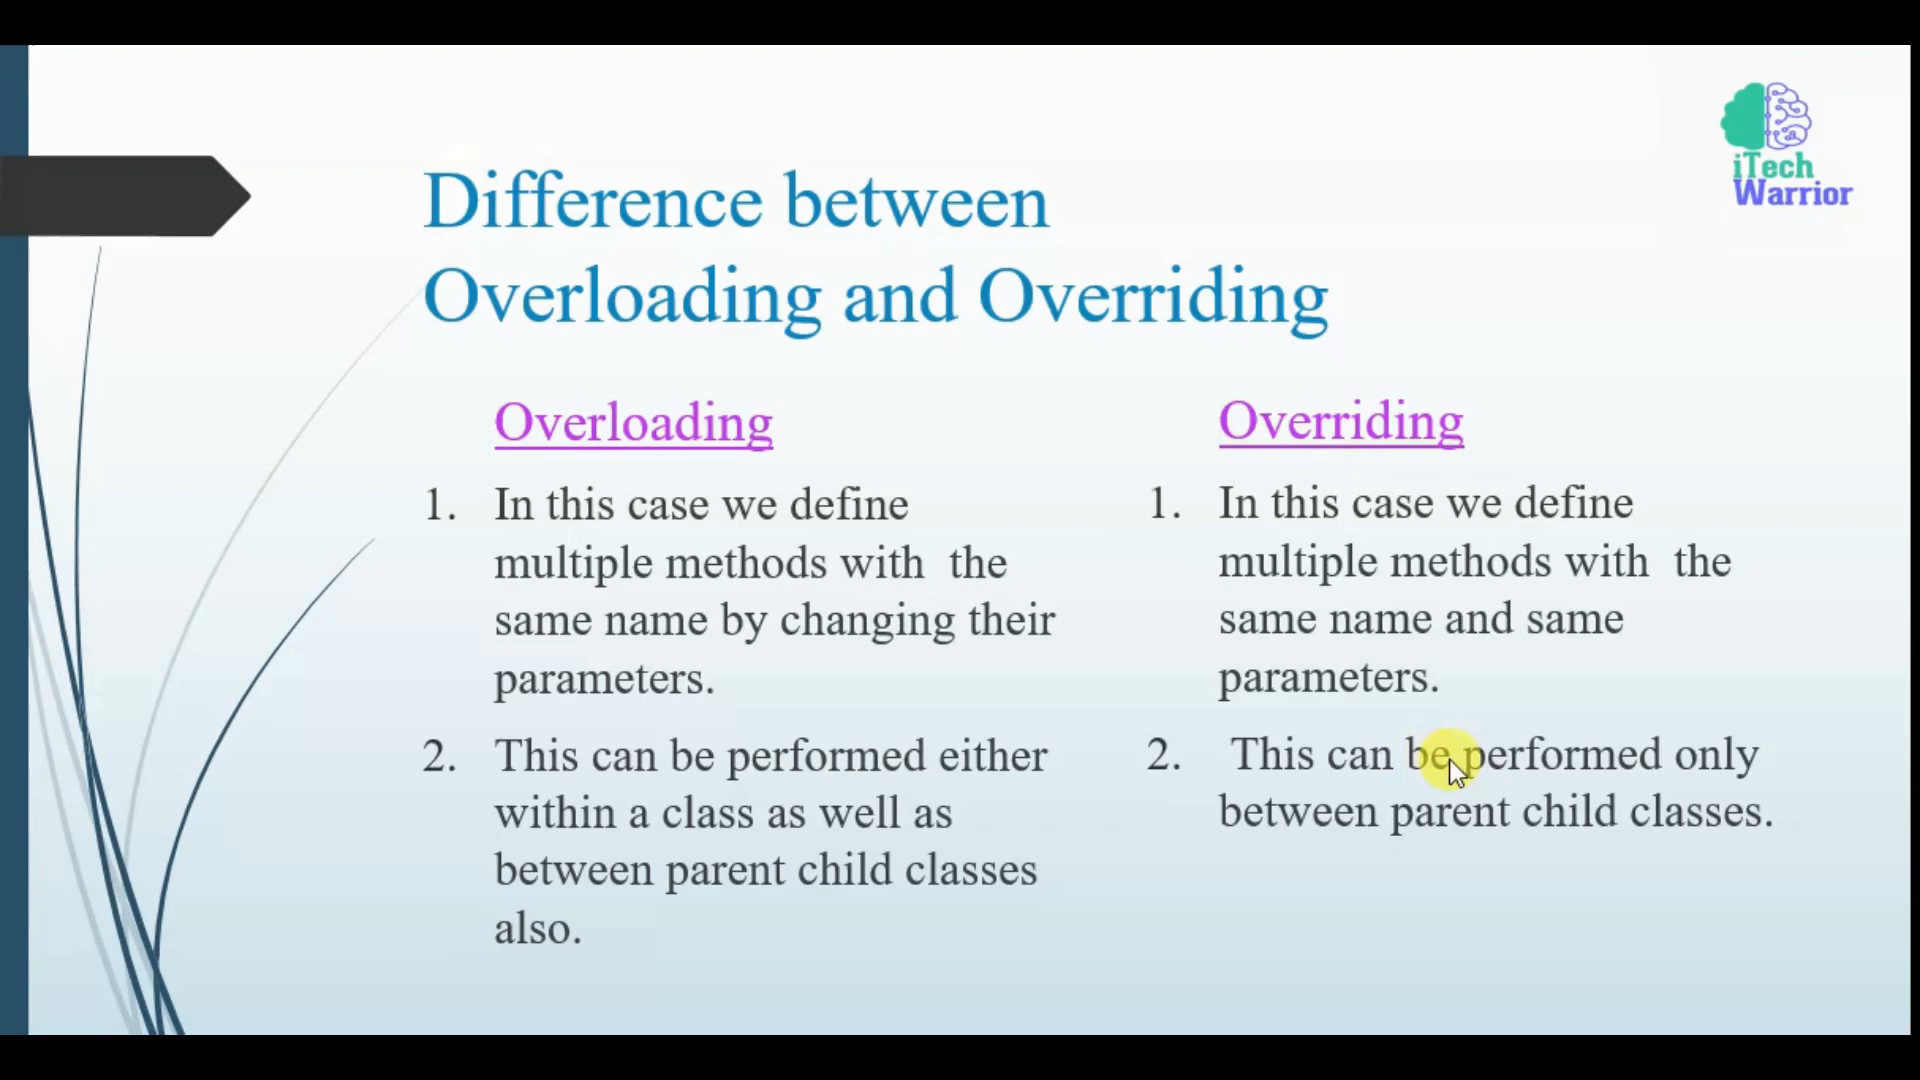 iTech
Warrior
Difference between
Overloading and Overriding
Overloading
1. In this case we define
multiple methods with the
same name by changing their
parameters.
2. This can be performed either
within a class as well as
between parent child classes
also.
Overriding
1. In this case we define
multiple methods with the
same name and same
parameters.
2. This can be performed only
between parent child classes.